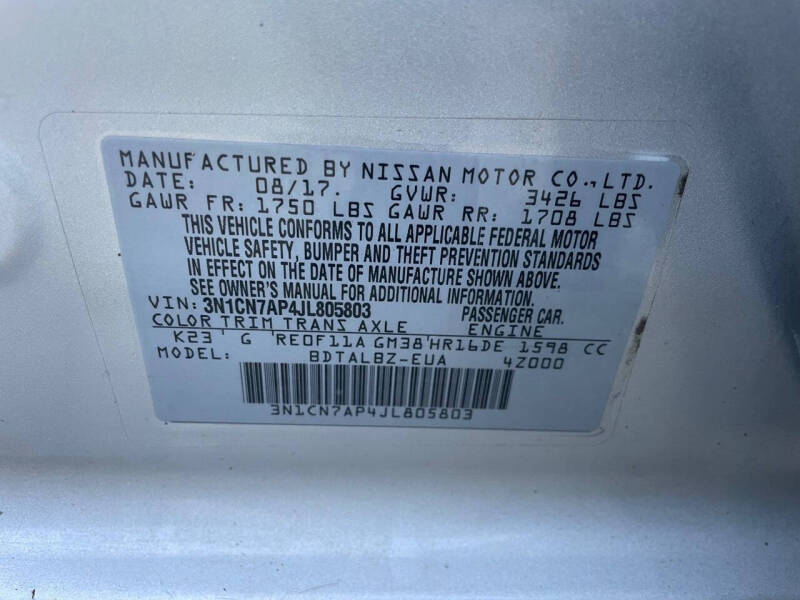 MANUFACTURED BY NISSAN MOTOR CO.,LTD.
DATE: 08/17. GVWR: 3426 LBS
GAWR FR: 1750 LBS GAWR RR: 1708 LBS
THIS VEHICLE CONFORMS TO ALL APPLICABLE FEDERAL MOTOR
VEHICLE SAFETY, BUMPER AND THEFT PREVENTION STANDARDS
IN EFFECT ON THE DATE OF MANUFACTURE SHOWN ABOVE.
SEE OWNER'S MANUAL FOR ADDITIONAL INFORMATION.
VIN: 3N1CN7AP4JL805803 PASSENGER CAR.
COLOR TRIM TRANS AXLE ENGINE
K23 G 'RE0F11A GM38'HR16DE 1598 CC
MODEL: BDTALBZ-EUA 4Z000
3N1CN7AP4JL805803